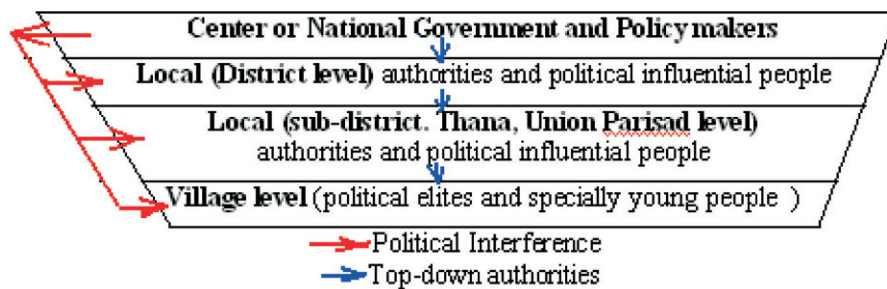 Center or National Government and Policy makers
Local (District level) authorities and political influential people
Local (sub-district. Thana, Union Parisad level)
authorities and political influential people
Village level (political elites and specially young people )
Political Interference
Top-down authorities